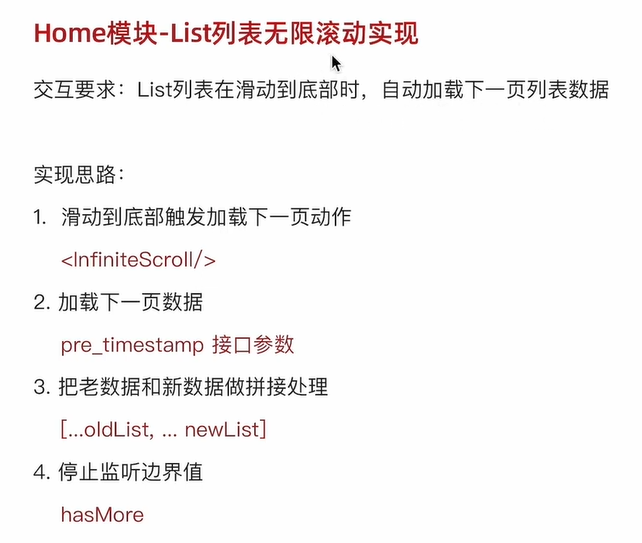 Home模块-List列表无限滚动实现
交互要求：List列表在滑动到底部时，自动加载下一页列表数据
实现思路：
1. 滑动到底部触发加载下一页动作
<InfiniteScroll/>
2. 加载下一页数据
pre_timestamp 接口参数
3. 把老数据和新数据做拼接处理
[...oldList, ... newList]
4. 停止监听边界值
hasMore